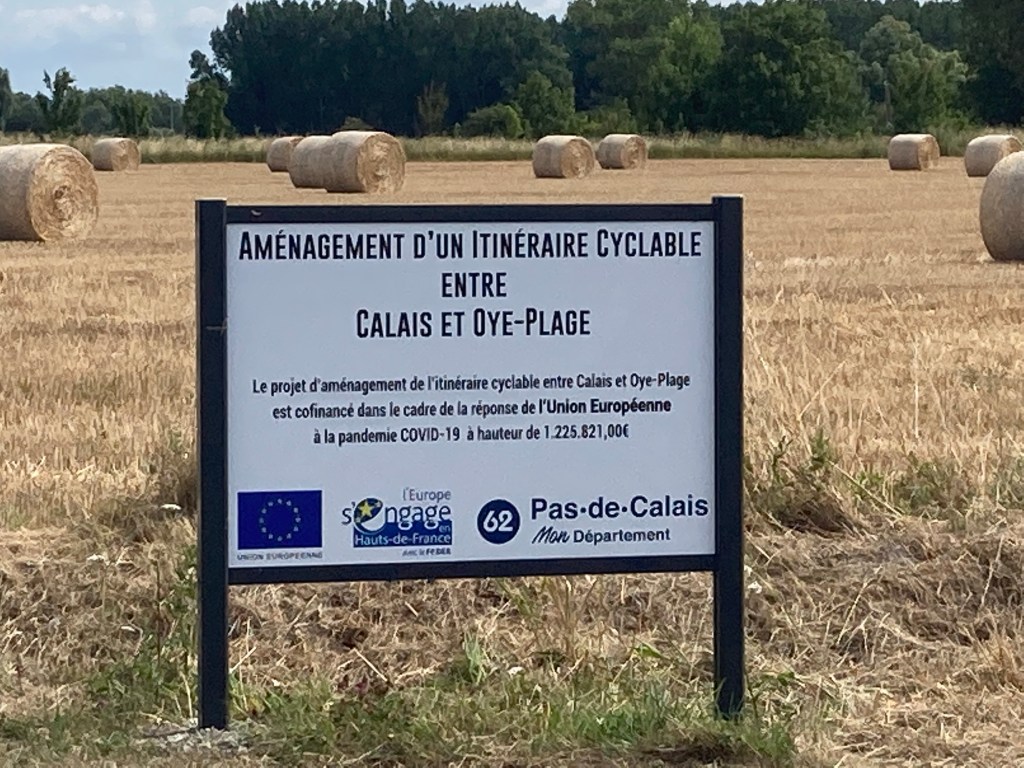 AMÉNAGEMENT D'UN ITINÉRAIRE CYCLABLE
ENTRE
CALAIS ET OYE-PLAGE
Le projet d'aménagement de l'itinéraire cyclable entre Calais et Oye-Plage
est cofinancé dans le cadre de la réponse de l'Union Européenne
à la pandemie COVID-19 à hauteur de 1.225.821,00€
UNION EUROPÉENNE
l'Europe
s'engage
en
Hauts-de-France
avec le FEDER
62
Pas·de·Calais
Mon Département